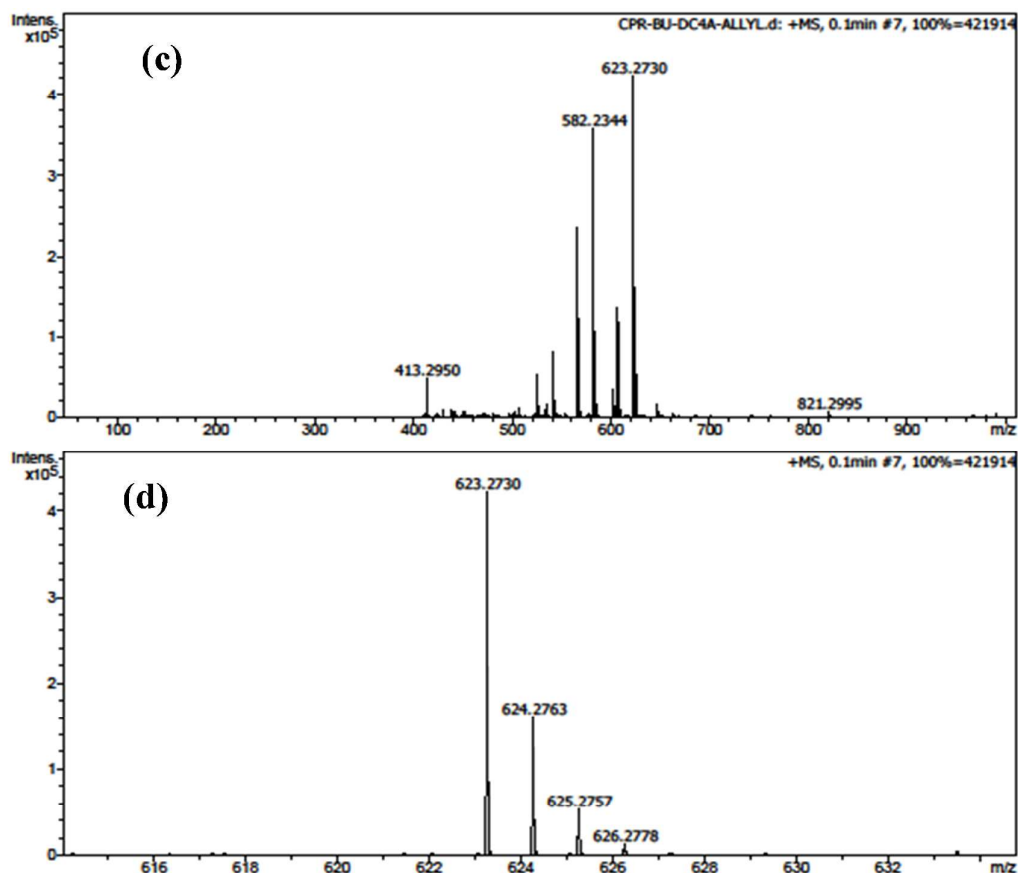 Intens.
x10⁵
CPR-BU-DC4A-ALLYL.d: +MS, 0.1min #7, 100%=421914
(c)
623.2730
4
582.2344
3
2
1
413.2950
821.2995
0
100 200 300 400 500 600 700 800 900 m/z
Intens.
x10⁵
+MS, 0.1min #7, 100%=421914
(d)
623.2730
4
3
2
624.2763
1
625.2757
626.2778
0
616 618 620 622 624 626 628 630 632 m/z